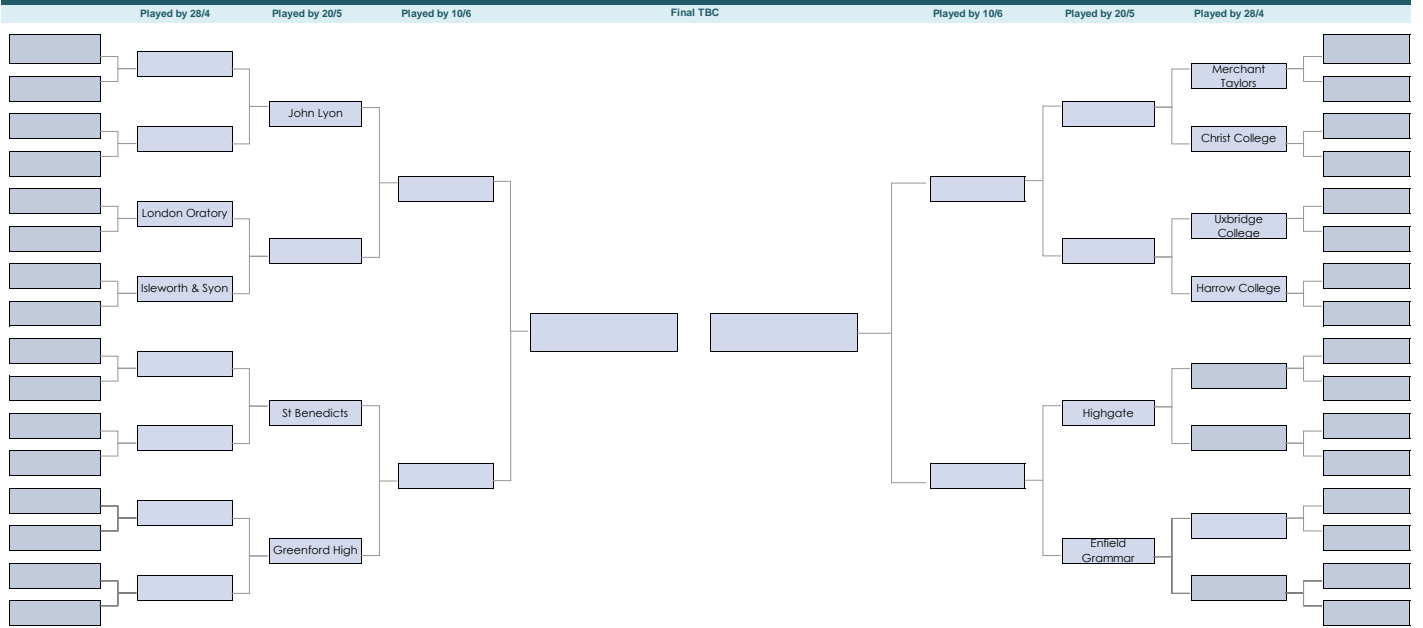 Played by 28/4 Played by 20/5 Played by 10/6 Final TBC Played by 10/6 Played by 20/5 Played by 28/4
Merchant
Taylors
John Lyon
Christ College
London Oratory
Uxbridge
College
Isleworth & Syon
Harrow College
St Benedicts
Highgate
Greenford High
Enfield
Grammar